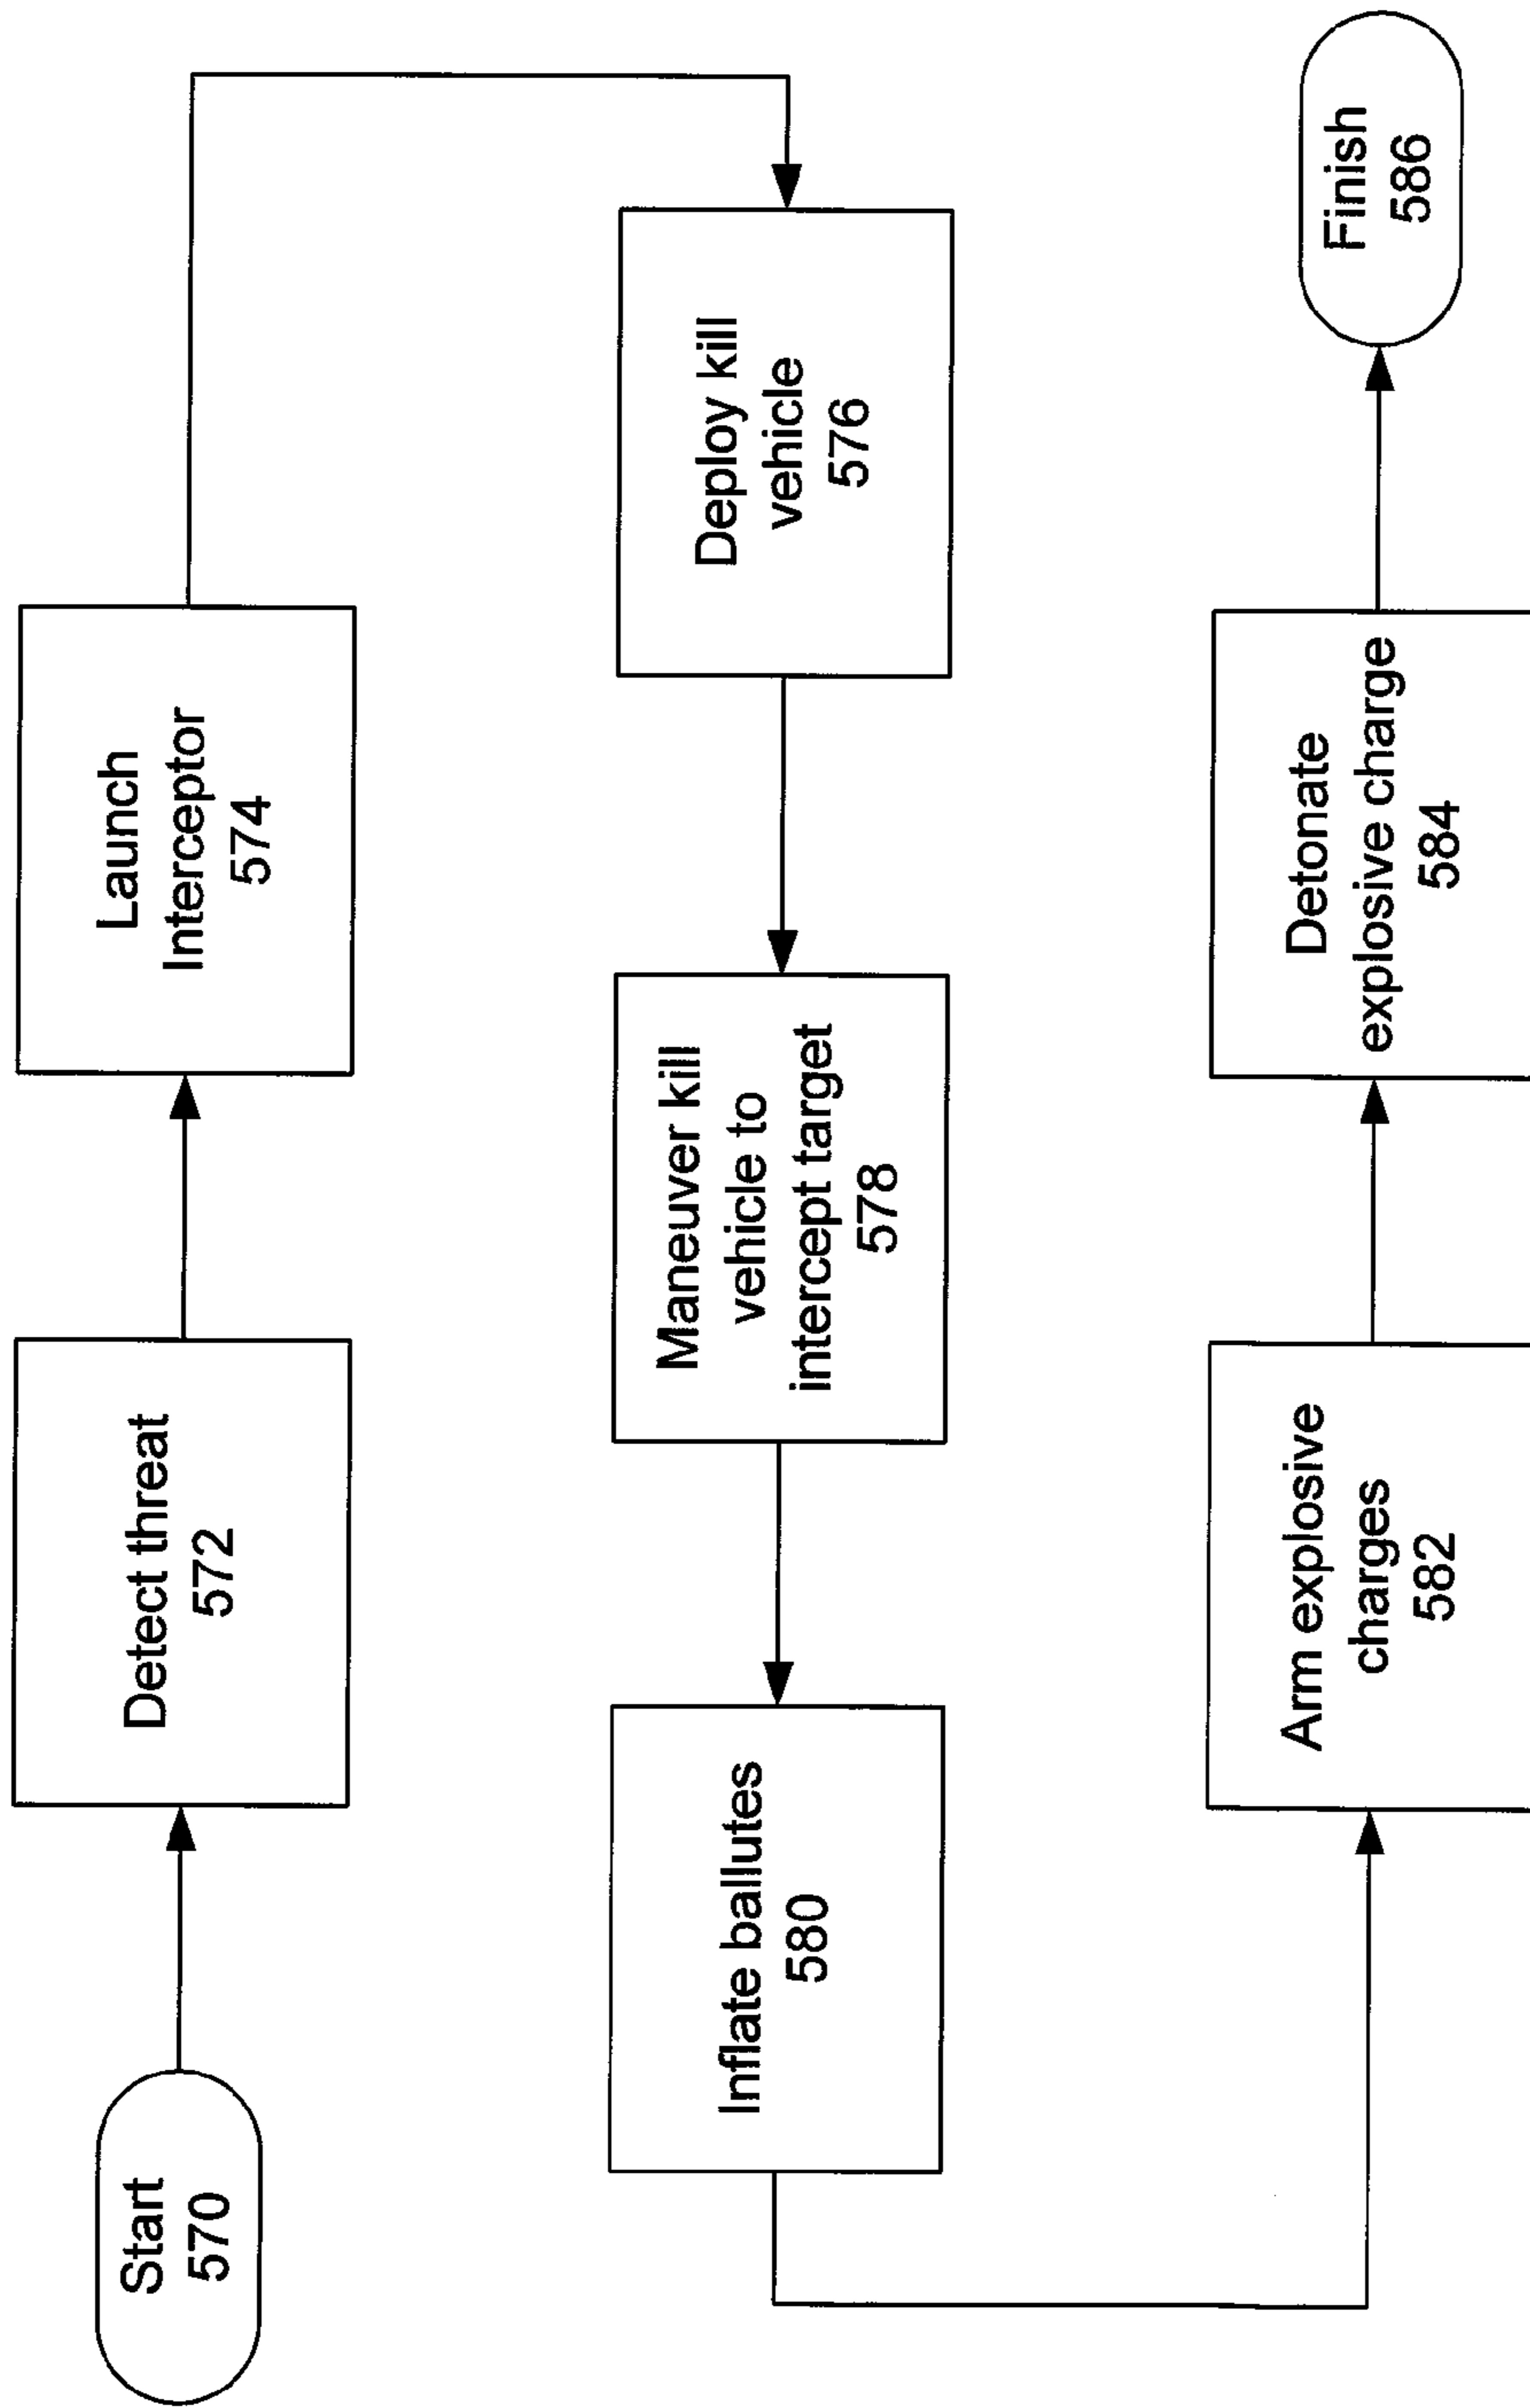 Start
570
Detect threat
572
Launch
Interceptor
574
Deploy kill
vehicle
576
Maneuver kill
vehicle to
intercept target
578
Inflate ballutes
580
Arm explosive
charges
582
Detonate
explosive charge
584
Finish
586